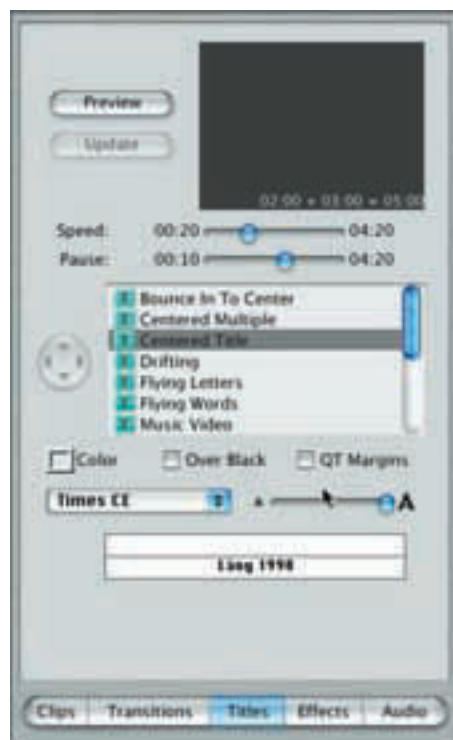 Preview
Update
02:00 + 03:00 = 05:00
Speed: 00:20 04:20
Pause: 00:10 04:20
Bounce In To Center
Centered Multiple
Centered Title
Drifting
Flying Letters
Flying Words
Music Video
Color Over Black QT Margins
Times CE A A
Lång 1998
Clips Transitions Titles Effects Audio